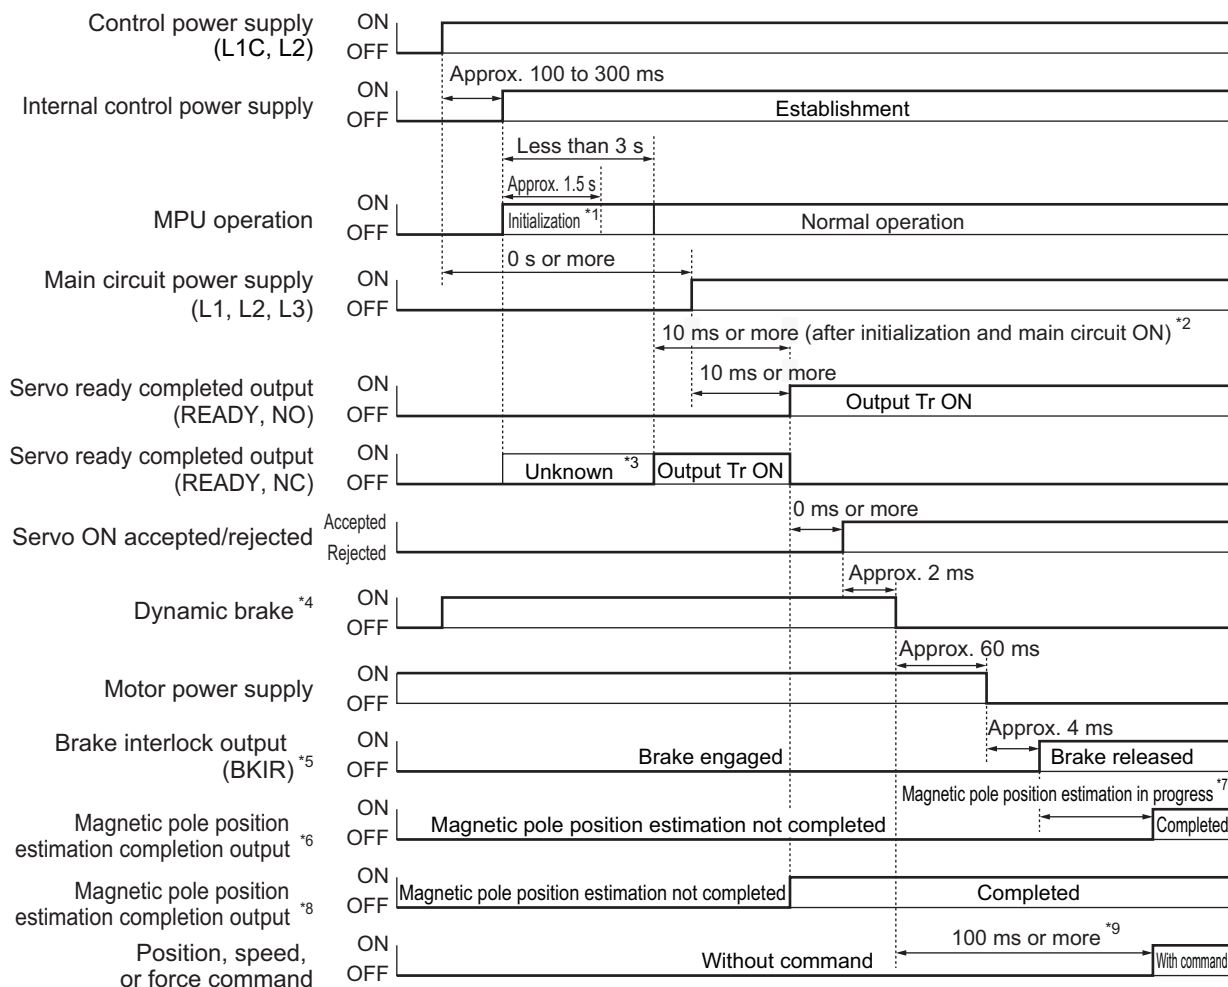 Control power supply
(L1C, L2)
ON
OFF
Approx. 100 to 300 ms
Internal control power supply
ON
OFF
Establishment
Less than 3 s
Approx. 1.5 s
MPU operation
ON
OFF
Initialization *1
Normal operation
0 s or more
Main circuit power supply
(L1, L2, L3)
ON
OFF
10 ms or more (after initialization and main circuit ON) *2
10 ms or more
Servo ready completed output
(READY, NO)
ON
OFF
Output Tr ON
Servo ready completed output
(READY, NC)
ON
OFF
Unknown *3
Output Tr ON
0 ms or more
Servo ON accepted/rejected
Accepted
Rejected
Approx. 2 ms
Dynamic brake *4
ON
OFF
Approx. 60 ms
Motor power supply
ON
OFF
Approx. 4 ms
Brake interlock output
(BKIR) *5
ON
OFF
Brake engaged
Brake released
Magnetic pole position estimation in progress *7
Magnetic pole position
estimation completion output *6
ON
OFF
Magnetic pole position estimation not completed
Completed
Magnetic pole position
estimation completion output *8
ON
OFF
Magnetic pole position estimation not completed
Completed
100 ms or more *9
Position, speed,
or force command
ON
OFF
Without command
With command